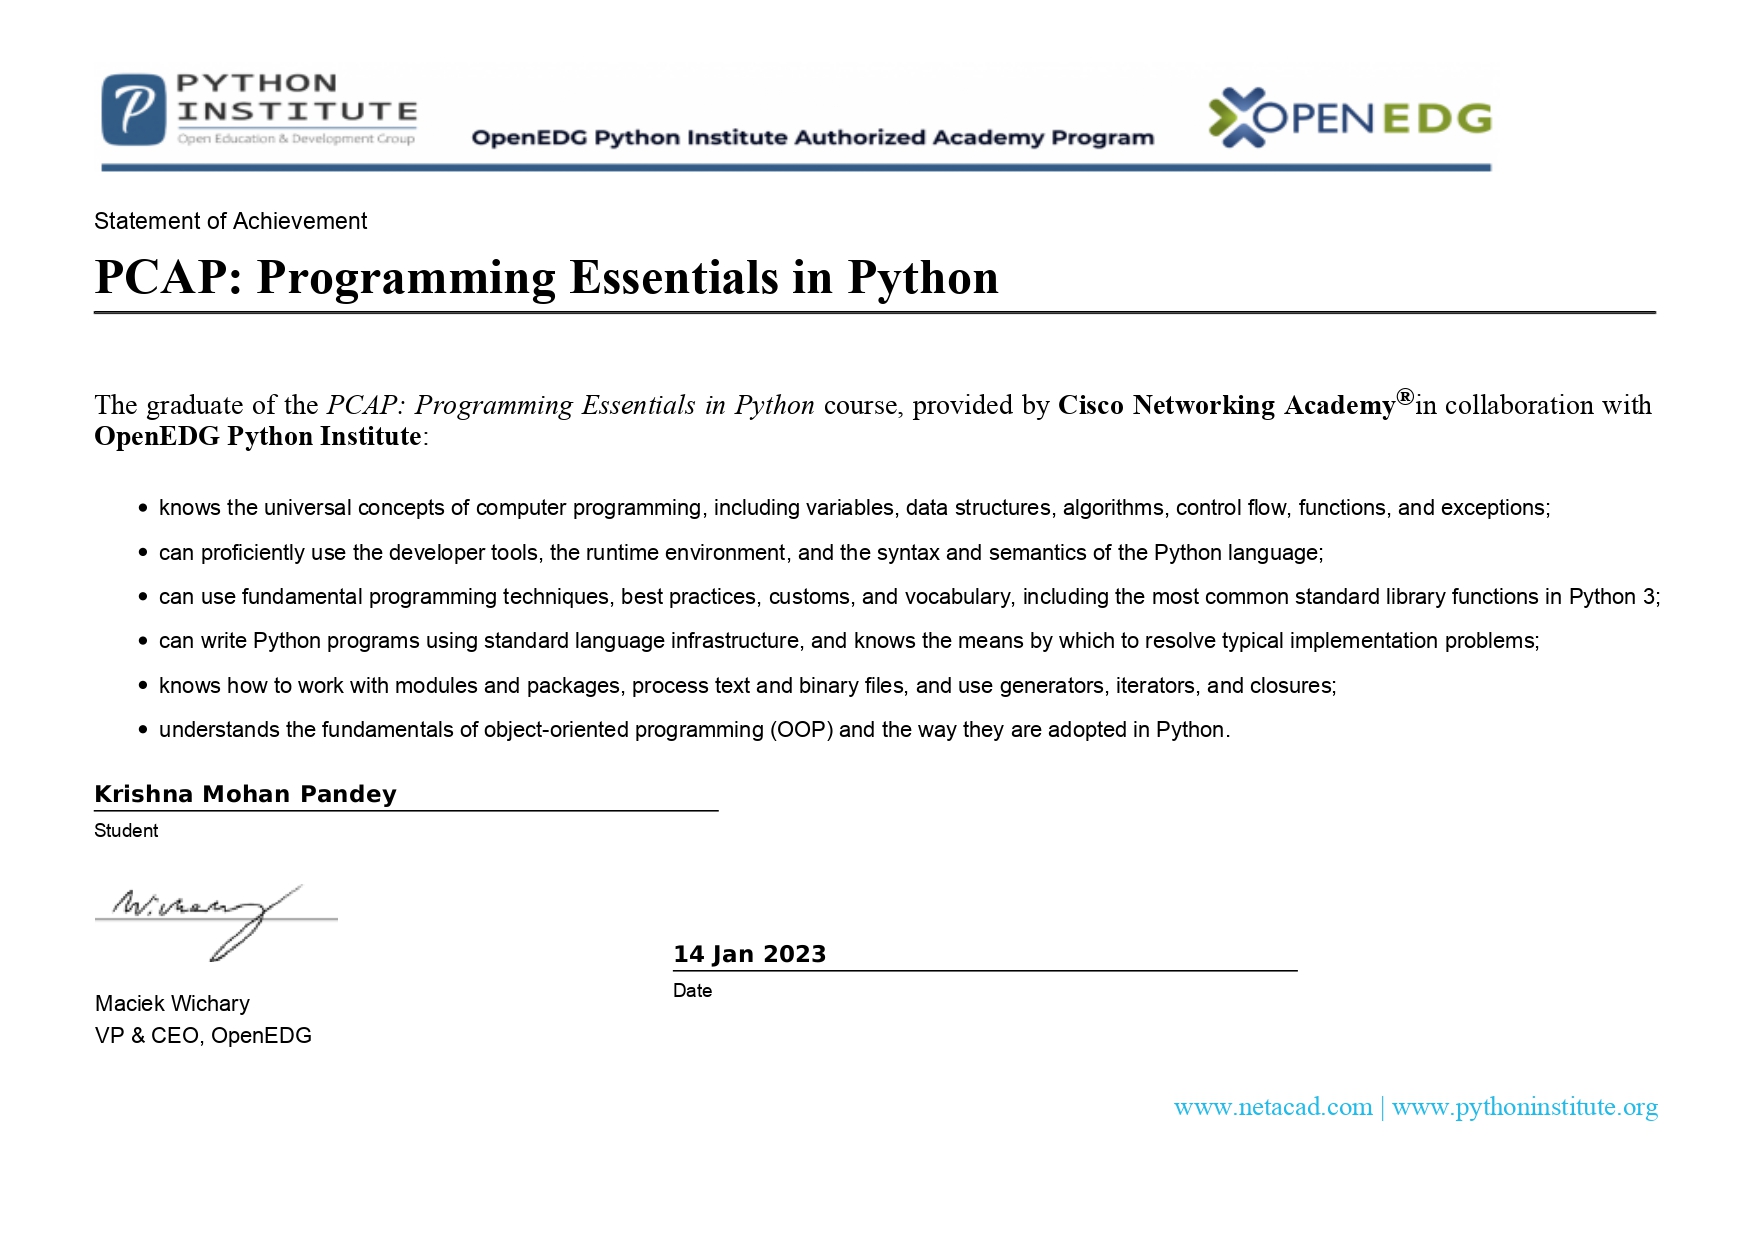 PYTHON
INSTITUTE
Open Education & Development Group
OpenEDG Python Institute Authorized Academy Program
OPENEDG
Statement of Achievement
PCAP: Programming Essentials in Python
The graduate of the PCAP: Programming Essentials in Python course, provided by Cisco Networking Academy®in collaboration with
OpenEDG Python Institute:
• knows the universal concepts of computer programming, including variables, data structures, algorithms, control flow, functions, and exceptions;
• can proficiently use the developer tools, the runtime environment, and the syntax and semantics of the Python language;
• can use fundamental programming techniques, best practices, customs, and vocabulary, including the most common standard library functions in Python 3;
• can write Python programs using standard language infrastructure, and knows the means by which to resolve typical implementation problems;
• knows how to work with modules and packages, process text and binary files, and use generators, iterators, and closures;
• understands the fundamentals of object-oriented programming (OOP) and the way they are adopted in Python.
Krishna Mohan Pandey
Student
W.chary
14 Jan 2023
Date
Maciek Wichary
VP & CEO, OpenEDG
www.netacad.com | www.pythoninstitute.org